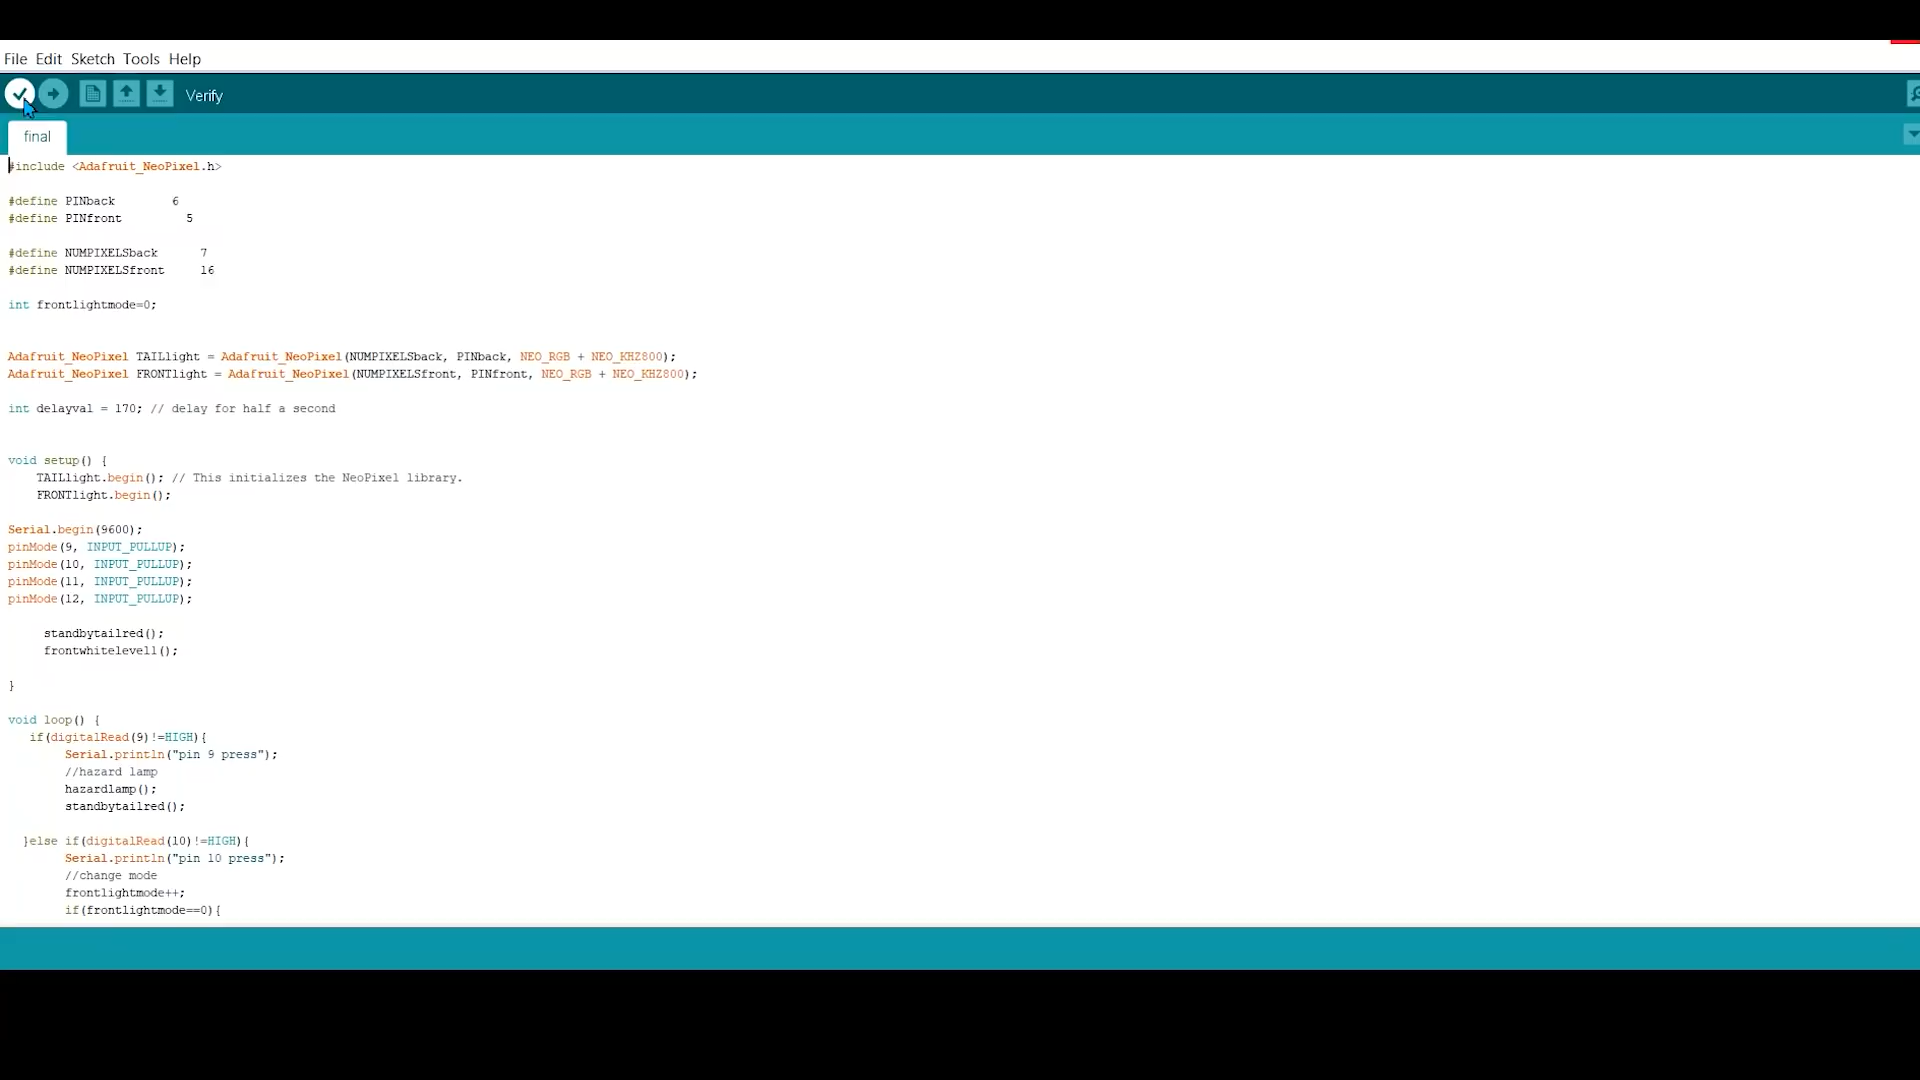 File Edit Sketch Tools Help
Verify
final
#include <Adafruit_NeoPixel.h>
#define PINback 6
#define PINfront 5
#define NUMPIXELSback 7
#define NUMPIXELSfront 16
int frontlightmode=0;
Adafruit_NeoPixel TAILlight = Adafruit_NeoPixel(NUMPIXELSback, PINback, NEO_RGB + NEO_KHZ800);
Adafruit_NeoPixel FRONTlight = Adafruit_NeoPixel(NUMPIXELSfront, PINfront, NEO_RGB + NEO_KHZ800);
int delayval = 170; // delay for half a second
void setup() {
TAILlight.begin(); // This initializes the NeoPixel library.
FRONTlight.begin();
Serial.begin(9600);
pinMode(9, INPUT_PULLUP);
pinMode(10, INPUT_PULLUP);
pinMode(11, INPUT_PULLUP);
pinMode(12, INPUT_PULLUP);
standbytailred();
frontwhitelevel1();
}
void loop() {
if(digitalRead(9)!=HIGH){
Serial.println("pin 9 press");
//hazard lamp
hazardlamp();
standbytailred();
}else if(digitalRead(10)!=HIGH){
Serial.println("pin 10 press");
//change mode
frontlightmode++;
if(frontlightmode==0){